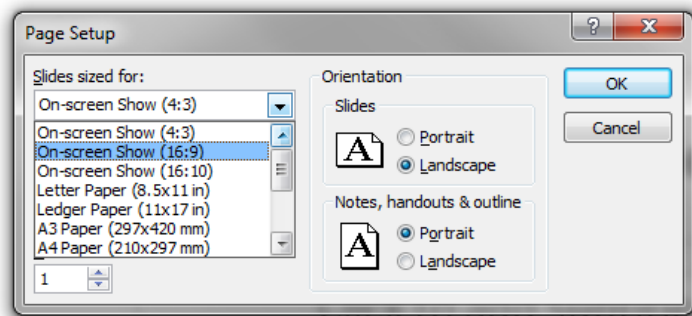 Page Setup
Slides sized for:
On-screen Show (4:3)
On-screen Show (4:3)
On-screen Show (16:9)
On-screen Show (16:10)
Letter Paper (8.5x11 in)
Ledger Paper (11x17 in)
A3 Paper (297x420 mm)
A4 Paper (210x297 mm)
1
Orientation
Slides
A
Portrait
Landscape
Notes, handouts & outline
A
Portrait
Landscape
?
X
OK
Cancel